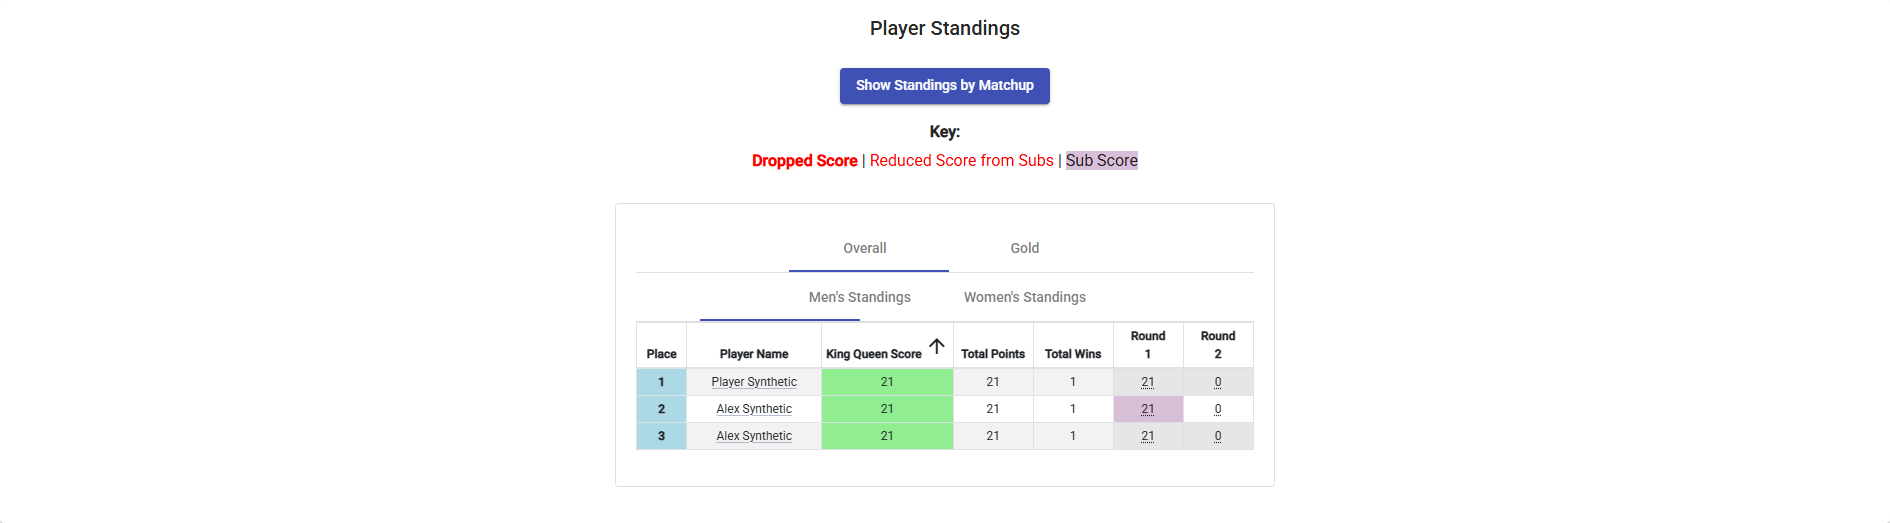 Player Standings
Show Standings by Matchup
Key:
Dropped Score | Reduced Score from Subs | Sub Score
Overall Gold
Men's Standings Women's Standings
Place Player Name King Queen Score Total Points Total Wins Round 1 Round 2
1 Player Synthetic 21 21 1 21 0
2 Alex Synthetic 21 21 1 21 0
3 Alex Synthetic 21 21 1 21 0